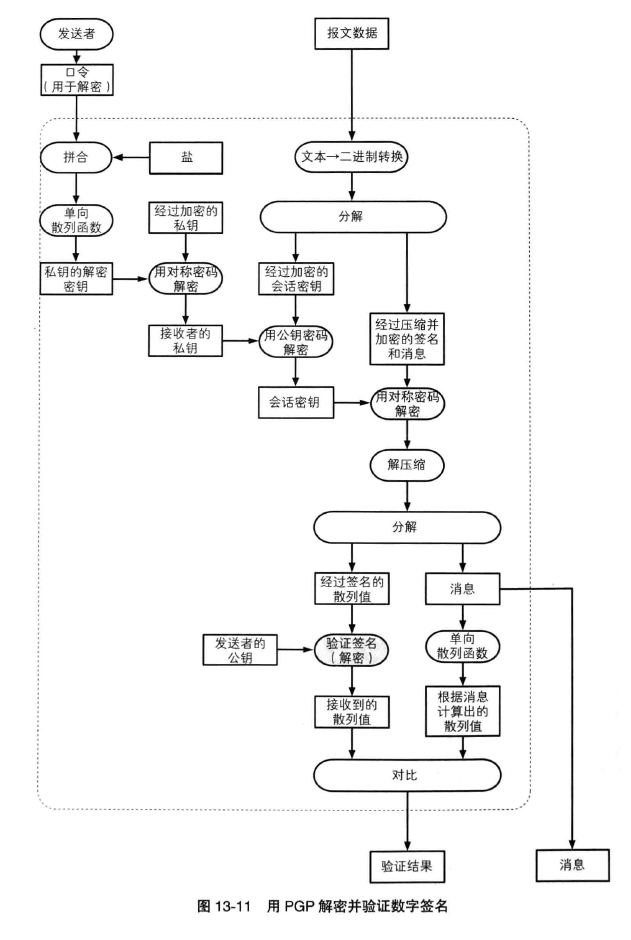 发送者
报文数据
口令
（用于解密）
拼合
盐
文本→二进制转换
单向
散列函数
经过加密的
私钥
分解
私钥的解密
密钥
用对称密码
解密
经过加密的
会话密钥
经过压缩并
加密的签名
和消息
接收者的
私钥
用公钥密码
解密
会话密钥
用对称密码
解密
解压缩
分解
经过签名的
散列值
消息
发送者的
公钥
验证签名
（解密）
单向
散列函数
接收到的
散列值
根据消息
计算出的
散列值
对比
验证结果
消息
图 13-11 用 PGP 解密并验证数字签名